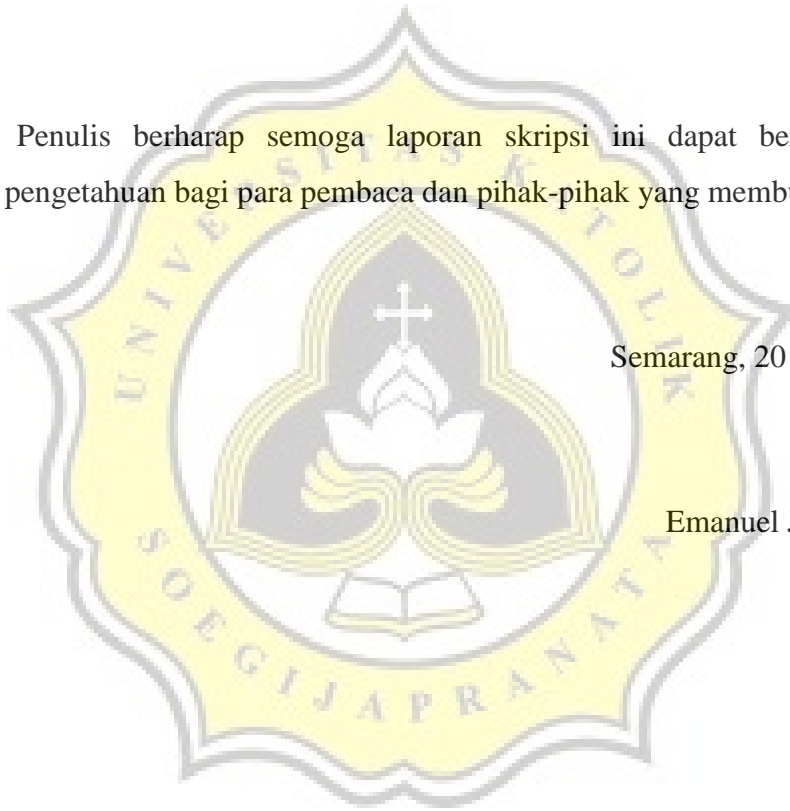 Penulis berharap semoga laporan skripsi ini dapat ber
pengetahuan bagi para pembaca dan pihak-pihak yang membu
Semarang, 20
Emanuel J
UNIVERSITAS KATOLIK
SOEGIJAPRANATA